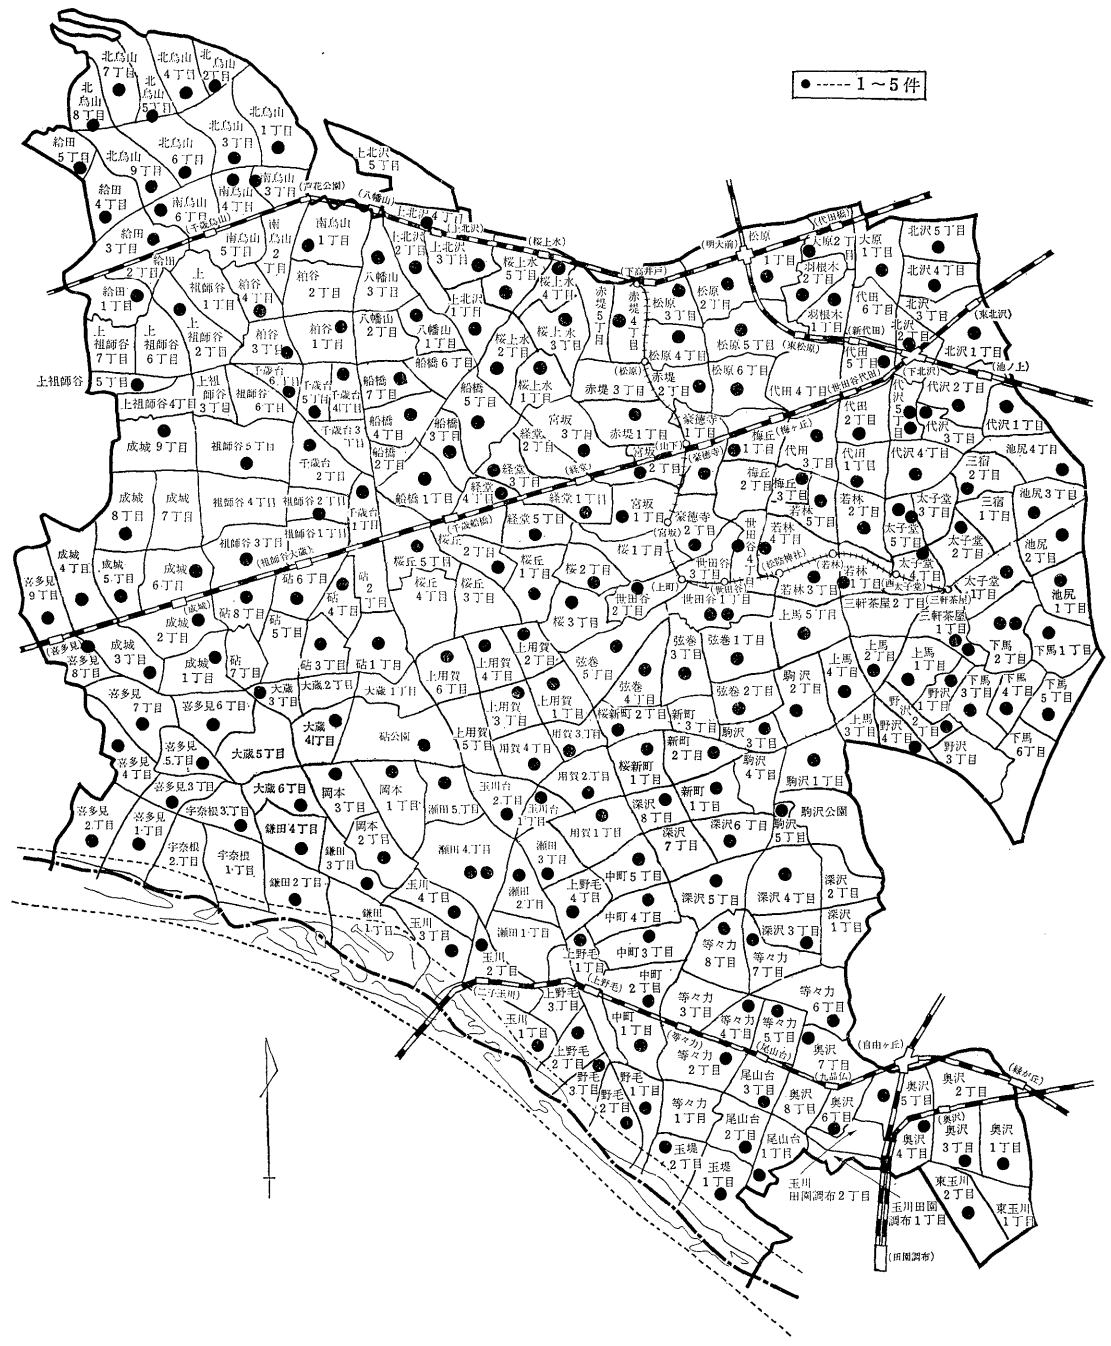 ●-----1～5件
北烏山
7丁目
北烏山
4丁目
北
烏山
2丁目
北
烏山
8丁目
北
烏山
5丁目
北烏山
1丁目
北烏山
3丁目
北烏山
6丁目
北烏山
9丁目
給田
5丁目
給田
4丁目
給田
3丁目
給田
2丁目
給田
1丁目
南烏山
4丁目
南烏山
3丁目
南烏山
6丁目
南烏山
5丁目
南
烏山
2丁目
南烏山
1丁目
(千歳烏山)
(芦花公園)
(八幡山)
上北沢
5丁目
上北沢4丁目
(上北沢)
上北沢
2丁目
上北沢
3丁目
上北沢
1丁目
(桜上水)
桜上水
5丁目
桜上水
4丁目
桜上水
3丁目
桜上水
2丁目
桜上水
1丁目
(下高井戸)
(明大前)
(代田橋)
松原
1丁目
松原
2丁目
松原
3丁目
松原4丁目
松原5丁目
松原6丁目
(松原)
(東松原)
大原2丁目
大原
1丁目
羽根木
2丁目
羽根木
1丁目
北沢5丁目
北沢4丁目
北沢
3丁目
北沢
2丁目
北沢1丁目
(東北沢)
(池ノ上)
(新代田)
(下北沢)
(世田谷代田)
代田
6丁目
代田
5丁目
代田4丁目
代田
3丁目
代田
2丁目
代田
1丁目
代沢
5丁目
代沢2丁目
代沢1丁目
代沢
3丁目
代沢4丁目
池尻4丁目
池尻3丁目
池尻
2丁目
池尻
1丁目
三宿
2丁目
三宿
1丁目
太子堂
5丁目
太子堂
4丁目
太子堂
3丁目
太子堂
2丁目
太子堂
1丁目
赤堤
5丁目
赤堤
4丁目
赤堤3丁目
赤堤
2丁目
赤堤1丁目
上
祖師谷
1丁目
上
祖師谷
2丁目
上
祖師谷
7丁目
上
祖師谷
6丁目
上祖師谷5丁目
上祖師谷4丁目
上祖
師谷
3丁目
粕谷
4丁目
粕谷
2丁目
粕谷
1丁目
粕谷
3丁目
八幡山
3丁目
八幡山
2丁目
八幡山
1丁目
千歳台
6丁目
千歳台
5丁目
千歳台
4丁目
千歳台3
丁目
千歳台
2丁目
千歳台
1丁目
船橋6丁目
船橋
7丁目
船橋
5丁目
船橋
4丁目
船橋
3丁目
船橋
2丁目
船橋1丁目
経堂
2丁目
経堂
3丁目
経堂
4丁目
経堂1丁目
経堂5丁目
(経堂)
(千歳船橋)
宮坂
3丁目
宮坂
2丁目
宮坂
1丁目
(宮坂)
(山下)
豪徳寺
1丁目
豪徳寺
2丁目
(豪徳寺)
(梅ヶ丘)
梅丘
1丁目
梅丘
2丁目
梅丘
3丁目
若林
5丁目
若林
4丁目
若林
2丁目
若林3丁目
若林
1丁目
(若林)
(松陰神社)
(西太子堂)
(三軒茶屋)
三軒茶屋2丁目
三軒茶屋
1丁目
世田谷
4丁目
世田谷
3丁目
世田谷
2丁目
世田谷1丁目
(上町)
(世田谷)
成城9丁目
成城
8丁目
成城
7丁目
成城
6丁目
成城
5丁目
成城
4丁目
成城
3丁目
成城
2丁目
成城
1丁目
(成城)
祖師谷5丁目
祖師谷4丁目
祖師谷3丁目
祖師谷2丁目
祖師谷1丁目
(祖師谷大蔵)
砧8丁目
砧6丁目
砧
7丁目
砧
5丁目
砧
4丁目
砧3丁目
砧
2丁目
砧1丁目
砧公園
桜丘5丁目
桜丘
4丁目
桜丘
3丁目
桜丘
2丁目
桜丘
1丁目
桜1丁目
桜2丁目
桜3丁目
喜多見
9丁目
(喜多見)
喜多見
8丁目
喜多見
7丁目
喜多見6丁目
喜多見
5丁目
喜多見
4丁目
喜多見3丁目
喜多見
2丁目
喜多見
1丁目
大蔵
3丁目
大蔵2丁目
大蔵1丁目
大蔵
4丁目
大蔵5丁目
大蔵6丁目
宇奈根3丁目
宇奈根
2丁目
宇奈根
1丁目
鎌田4丁目
鎌田
3丁目
鎌田2丁目
鎌田
1丁目
岡本
3丁目
岡本
2丁目
岡本
1丁目
上用賀
6丁目
上用賀
5丁目
上用賀
4丁目
上用賀
3丁目
上用賀
2丁目
上用賀
1丁目
用賀4丁目
用賀3丁目
用賀2丁目
用賀1丁目
玉川台
2丁目
玉川台
1丁目
瀬田5丁目
瀬田4丁目
瀬田
3丁目
瀬田
2丁目
瀬田1丁目
玉川
4丁目
玉川
3丁目
玉川
2丁目
玉川
1丁目
(二子玉川)
弦巻
5丁目
弦巻
4丁目
弦巻
3丁目
弦巻1丁目
弦巻2丁目
上馬5丁目
上馬
4丁目
上馬
3丁目
上馬
2丁目
上馬
1丁目
駒沢
2丁目
駒沢
3丁目
駒沢
4丁目
駒沢
5丁目
駒沢1丁目
駒沢公園
野沢
1丁目
野沢
2丁目
野沢
3丁目
野沢
4丁目
下馬
2丁目
下馬1丁目
下馬
3丁目
下馬
4丁目
下馬
5丁目
下馬
6丁目
桜新町2丁目
桜新町
1丁目
新町
3丁目
新町
2丁目
新町
1丁目
深沢
8丁目
深沢
7丁目
深沢6丁目
深沢5丁目
深沢4丁目
深沢3丁目
深沢
2丁目
深沢
1丁目
中町5丁目
中町4丁目
中町3丁目
中町
2丁目
中町
1丁目
上野毛
4丁目
上野毛
1丁目
上野毛
3丁目
上野毛
2丁目
(上野毛)
野毛
3丁目
野毛
2丁目
野毛
1丁目
等々力
8丁目
等々力
7丁目
等々力
6丁目
等々力
5丁目
等々力
4丁目
等々力
3丁目
等々力
2丁目
等々力
1丁目
(等々力)
(尾山台)
尾山台
3丁目
尾山台
2丁目
尾山台
1丁目
玉堤
2丁目
玉堤
1丁目
(九品仏)
(自由ヶ丘)
(緑が丘)
(奥沢)
奥沢
8丁目
奥沢
7丁目
奥沢
6丁目
奥沢
5丁目
奥沢
4丁目
奥沢
3丁目
奥沢
2丁目
奥沢
1丁目
東玉川
2丁目
東玉川
1丁目
玉川
田園調布2丁目
玉川田園
調布1丁目
(田園調布)